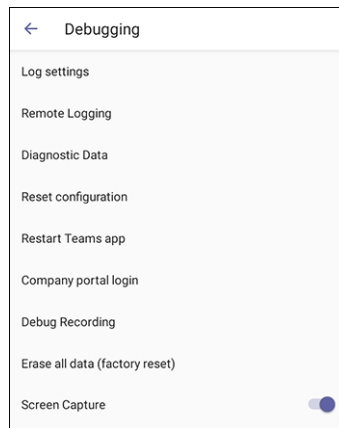 Debugging
Log settings
Remote Logging
Diagnostic Data
Reset configuration
Restart Teams app
Company portal login
Debug Recording
Erase all data (factory reset)
Screen Capture